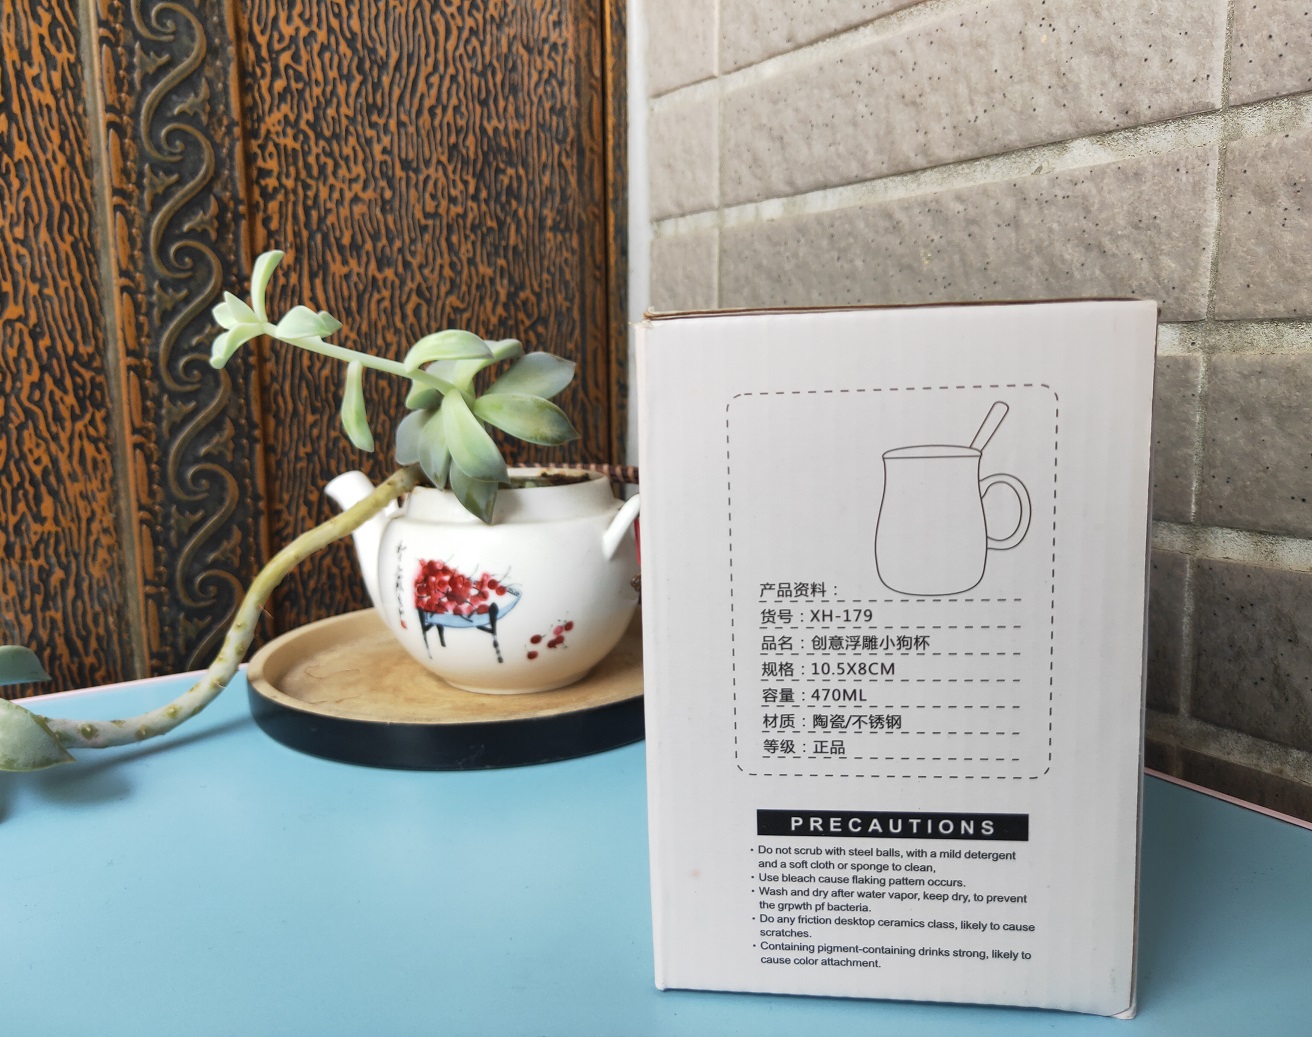 产品资料：
货号：XH-179
品名：创意浮雕小狗杯
规格：10.5X8CM
容量：470ML
材质：陶瓷/不锈钢
等级：正品
PRECAUTIONS
· Do not scrub with steel balls, with a mild detergent
and a soft cloth or sponge to clean,
· Use bleach cause flaking pattern occurs.
· Wash and dry after water vapor, keep dry, to prevent
the grpwth pf bacteria.
· Do any friction desktop ceramics class, likely to cause
scratches.
· Containing pigment-containing drinks strong, likely to
cause color attachment.